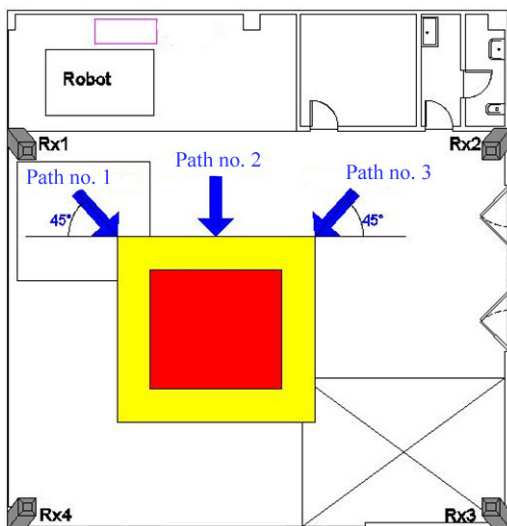 Robot
Rx1
Rx2
Path no. 1
Path no. 2
Path no. 3
45°
45°
Rx4
Rx3